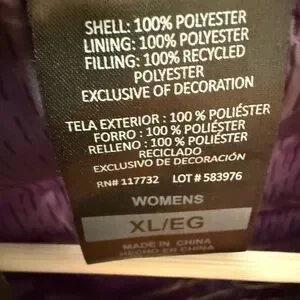 SHELL: 100% POLYESTER
LINING: 100% POLYESTER
FILLING: 100% RECYCLED
POLYESTER
EXCLUSIVE OF DECORATION
TELA EXTERIOR : 100 % POLIÉSTER
FORRO : 100 % POLIÉSTER
RELLENO : 100 % POLIÉSTER
RECICLADO
EXCLUSIVO DE DECORACIÓN
RN# 117732 LOT # 583976
WOMENS
XL/EG
MADE IN CHINA
HECHO EN CHINA